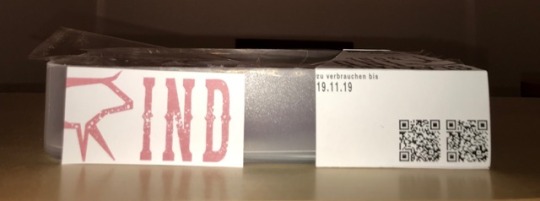 RIND
zu verbrauchen bis
19.11.19